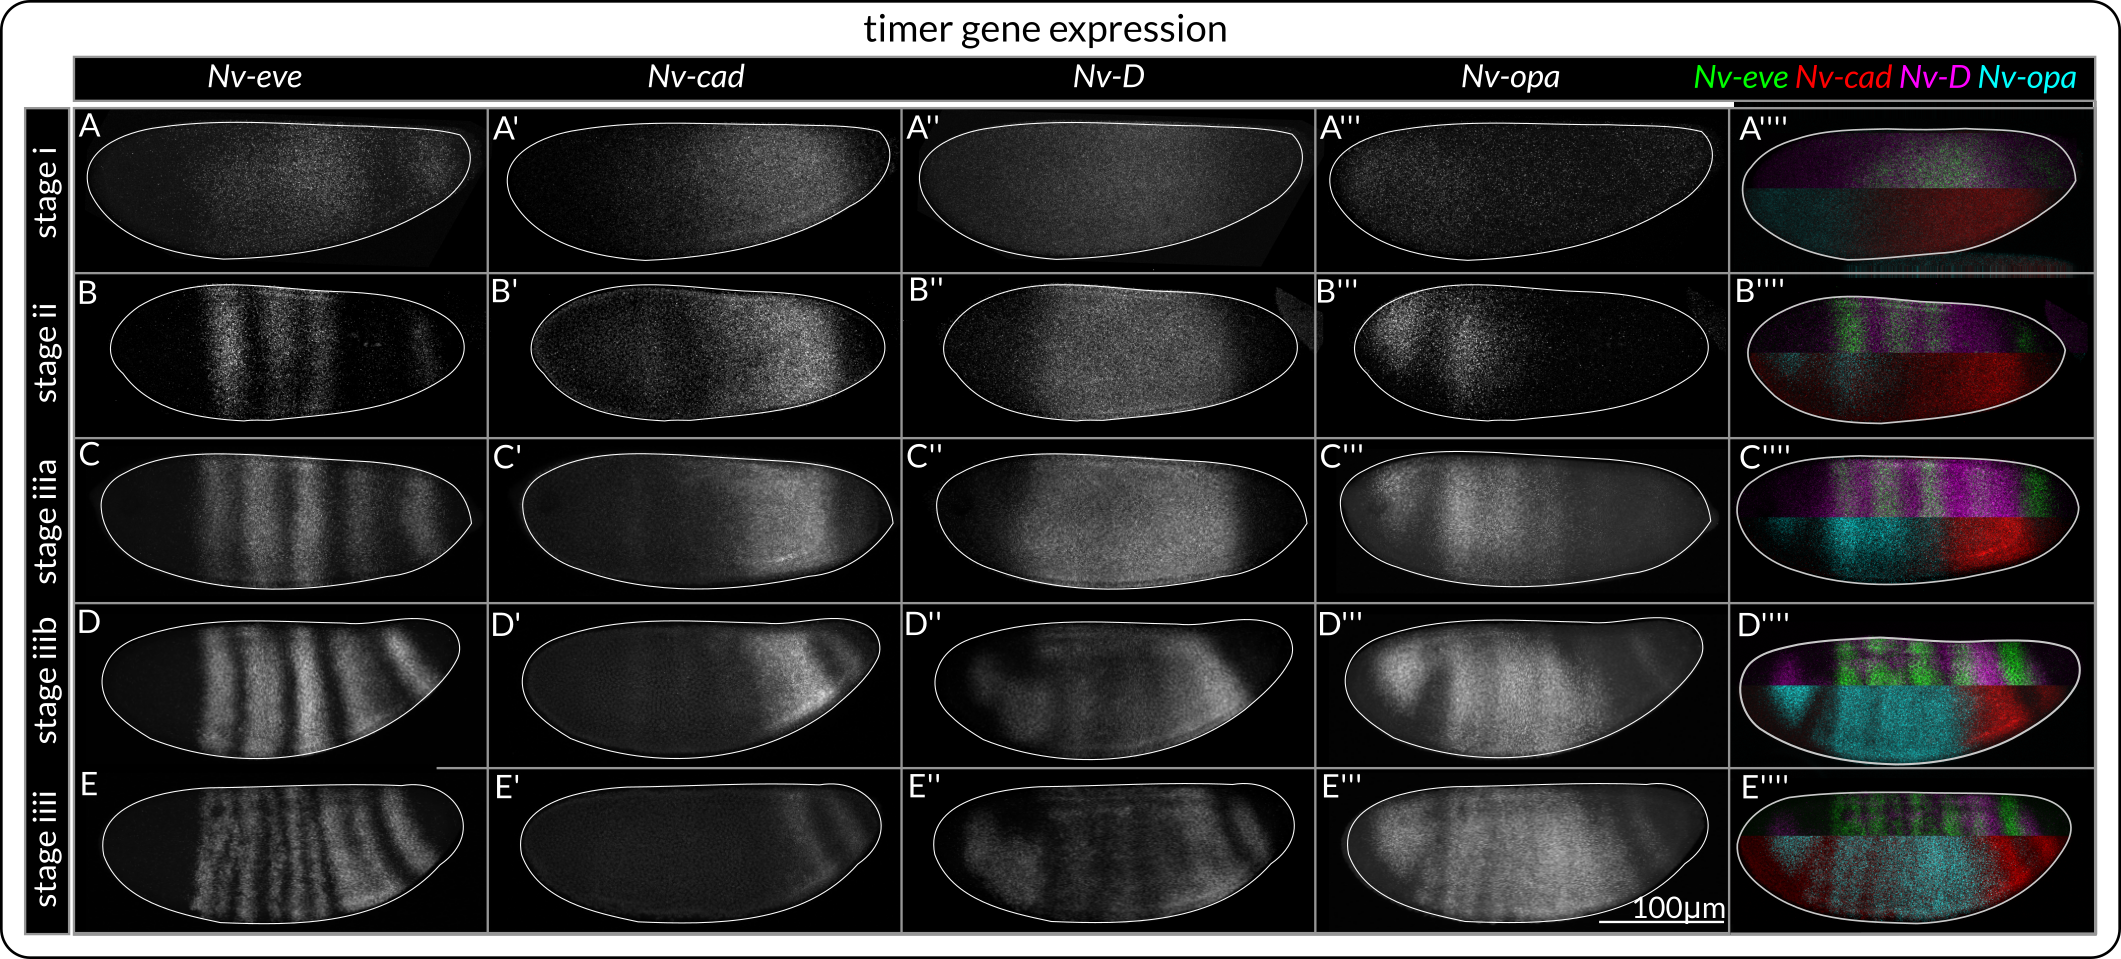 timer gene expression
Nv-eve Nv-cad Nv-D Nv-opa Nv-eve Nv-cad Nv-D Nv-opa
stage i
A A' A'' A''' A''''
stage ii
B B' B'' B''' B''''
stage iiia
C C' C'' C''' C''''
stage iiib
D D' D'' D''' D''''
stage iiii
E E' E'' E''' E''''
100µm